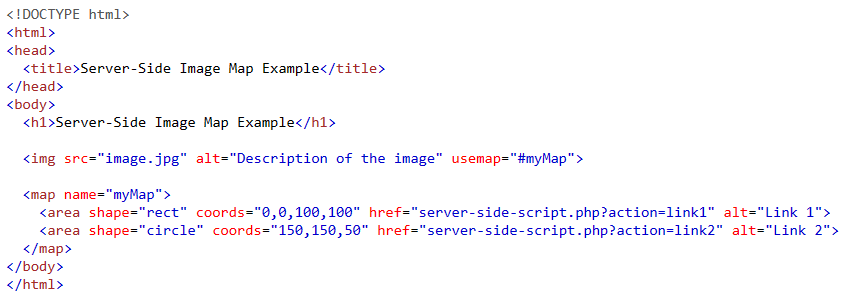 <!DOCTYPE html>
<html>
<head>
  <title>Server-Side Image Map Example</title>
</head>
<body>
  <h1>Server-Side Image Map Example</h1>

  <img src="image.jpg" alt="Description of the image" usemap="#myMap">

  <map name="myMap">
    <area shape="rect" coords="0,0,100,100" href="server-side-script.php?action=link1" alt="Link 1">
    <area shape="circle" coords="150,150,50" href="server-side-script.php?action=link2" alt="Link 2">
  </map>
</body>
</html>